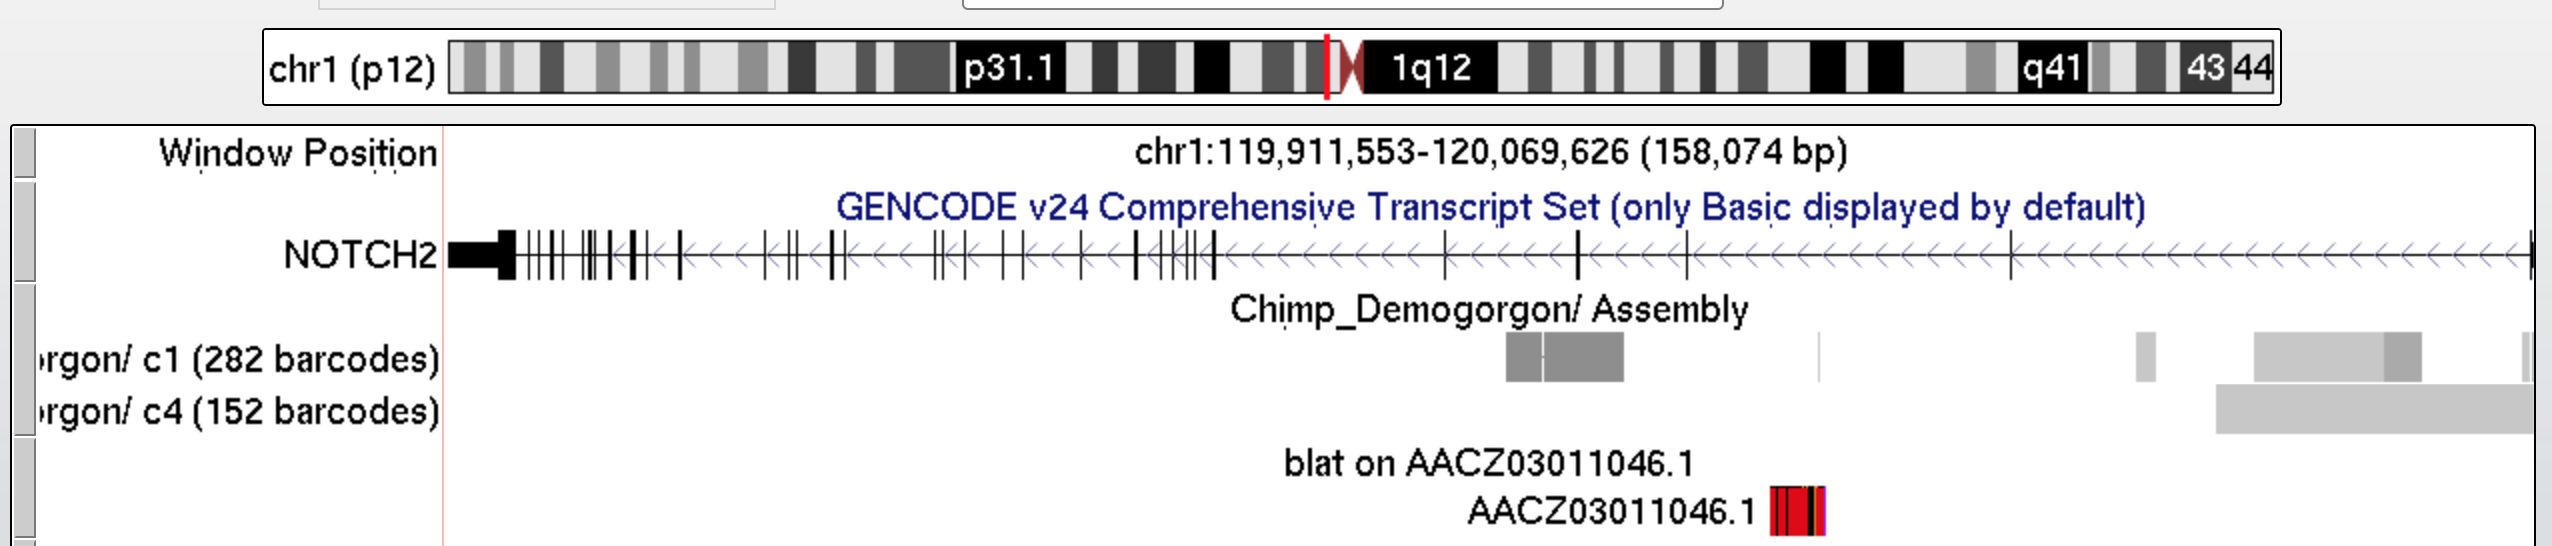 chr1 (p12) p31.1 1q12 q41 43 44
Window Position chr1:119,911,553-120,069,626 (158,074 bp)
GENCODE v24 Comprehensive Transcript Set (only Basic displayed by default)
NOTCH2
Chimp_Demogorgon/ Assembly
rgon/ c1 (282 barcodes)
rgon/ c4 (152 barcodes)
blat on AACZ03011046.1
AACZ03011046.1